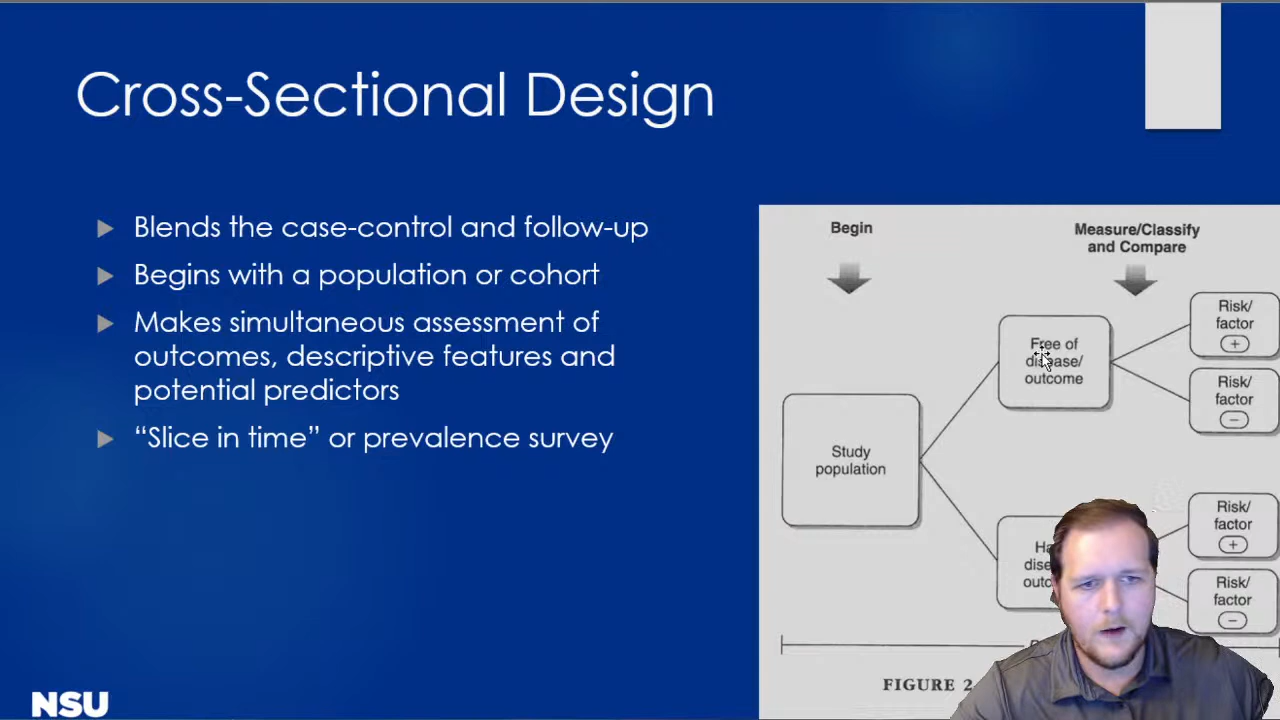 Cross-Sectional Design
Blends the case-control and follow-up
Begins with a population or cohort
Makes simultaneous assessment of
outcomes, descriptive features and
potential predictors
“Slice in time” or prevalence survey
Begin
Measure/Classify
and Compare
Study
population
Free of
disease/
outcome
Risk/
factor
+
Risk/
factor
−
Risk/
factor
+
Risk/
factor
−
FIGURE 2
NSU